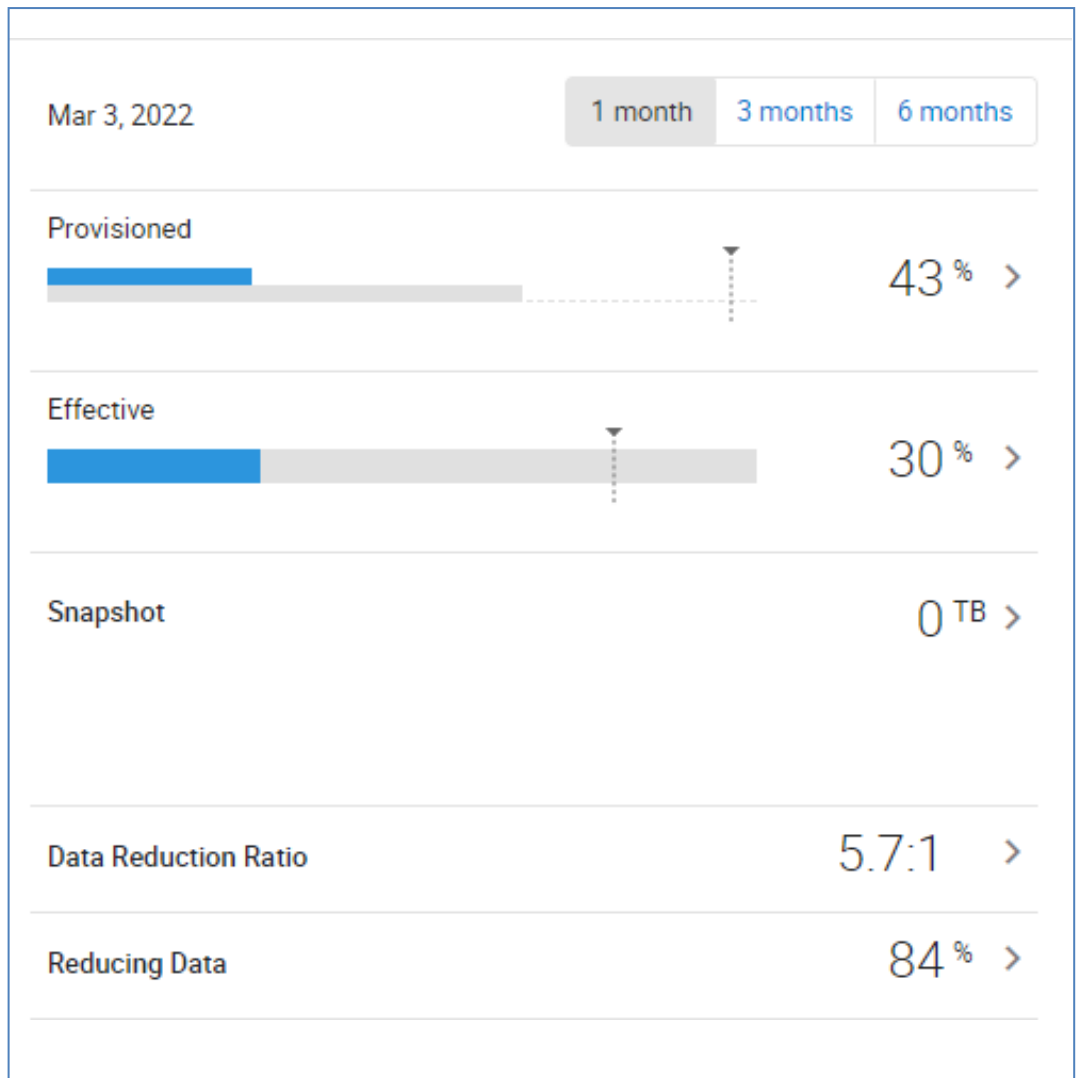 Mar 3, 2022 1 month 3 months 6 months
Provisioned
43 %
Effective
30 %
Snapshot 0 TB
Data Reduction Ratio 5.7:1
Reducing Data 84 %